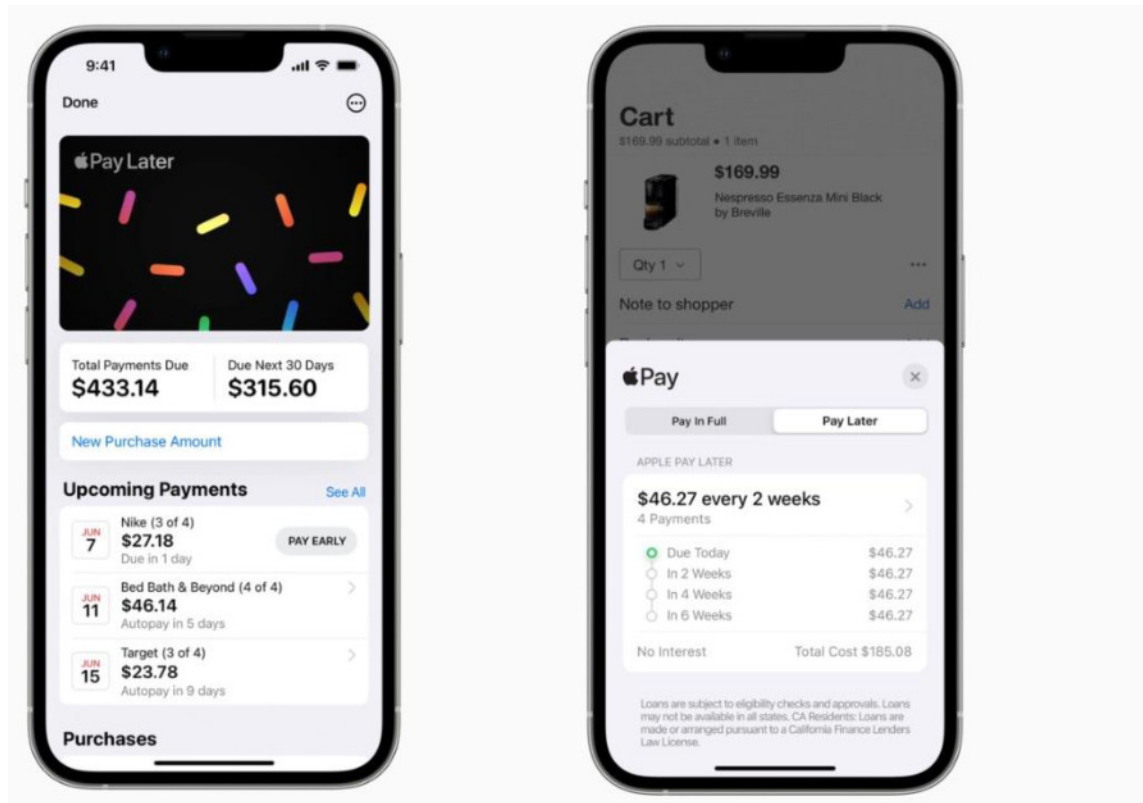 9:41
Done
Pay Later
Total Payments Due
$433.14
Due Next 30 Days
$315.60
New Purchase Amount
Upcoming Payments
See All
JUN
7
Nike (3 of 4)
$27.18
Due in 1 day
PAY EARLY
JUN
11
Bed Bath & Beyond (4 of 4)
$46.14
Autopay in 5 days
JUN
15
Target (3 of 4)
$23.78
Autopay in 9 days
Purchases
Cart
$169.99 subtotal • 1 item
$169.99
Nespresso Essenza Mini Black
by Breville
Qty 1
Note to shopper
Add
Pay
Pay In Full
Pay Later
APPLE PAY LATER
$46.27 every 2 weeks
4 Payments
Due Today $46.27
In 2 Weeks $46.27
In 4 Weeks $46.27
In 6 Weeks $46.27
No Interest
Total Cost $185.08
Loans are subject to eligibility checks and approvals. Loans
may not be available in all states. CA Residents: Loans are
made or arranged pursuant to a California Finance Lenders
Law License.